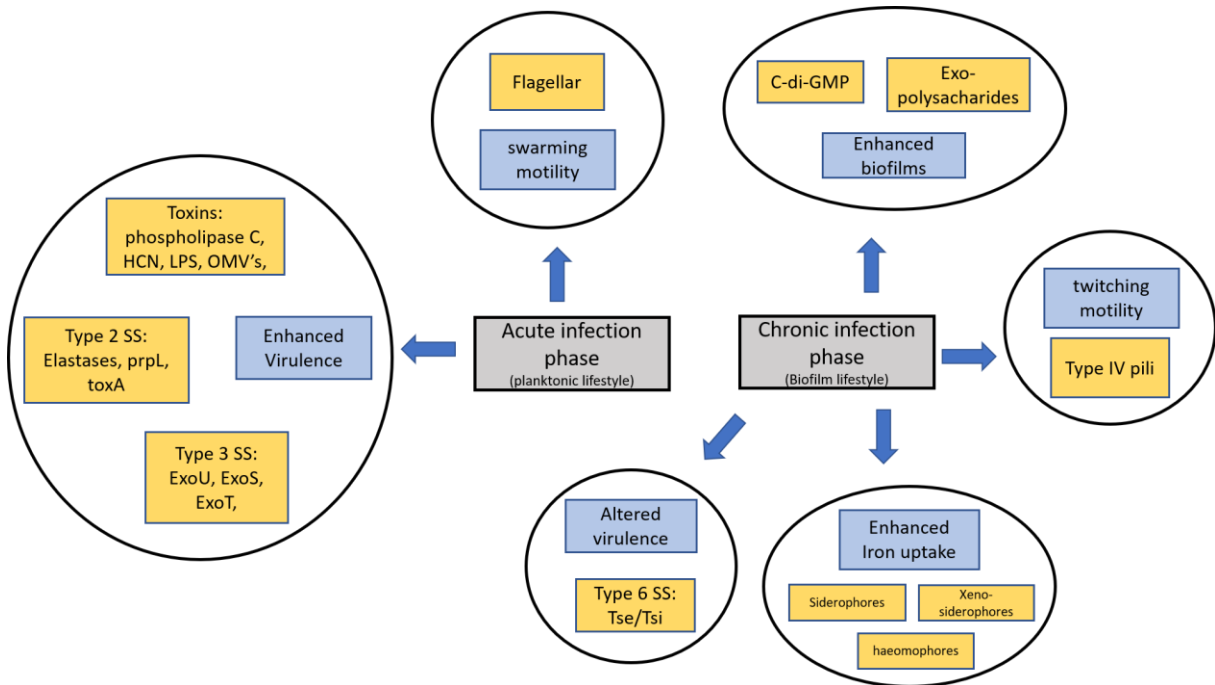 Flagellar
swarming
motility
C-di-GMP
Exo-
polysacharides
Enhanced
biofilms
Toxins:
phospholipase C,
HCN, LPS, OMV's,
Type 2 SS:
Elastases, prpL,
toxA
Enhanced
Virulence
Type 3 SS:
ExoU, ExoS,
ExoT,
Acute infection
phase
(planktonic lifestyle)
Chronic infection
phase
(Biofilm lifestyle)
twitching
motility
Type IV pili
Altered
virulence
Type 6 SS:
Tse/Tsi
Enhanced
Iron uptake
Siderophores
Xeno-
siderophores
haeomophores